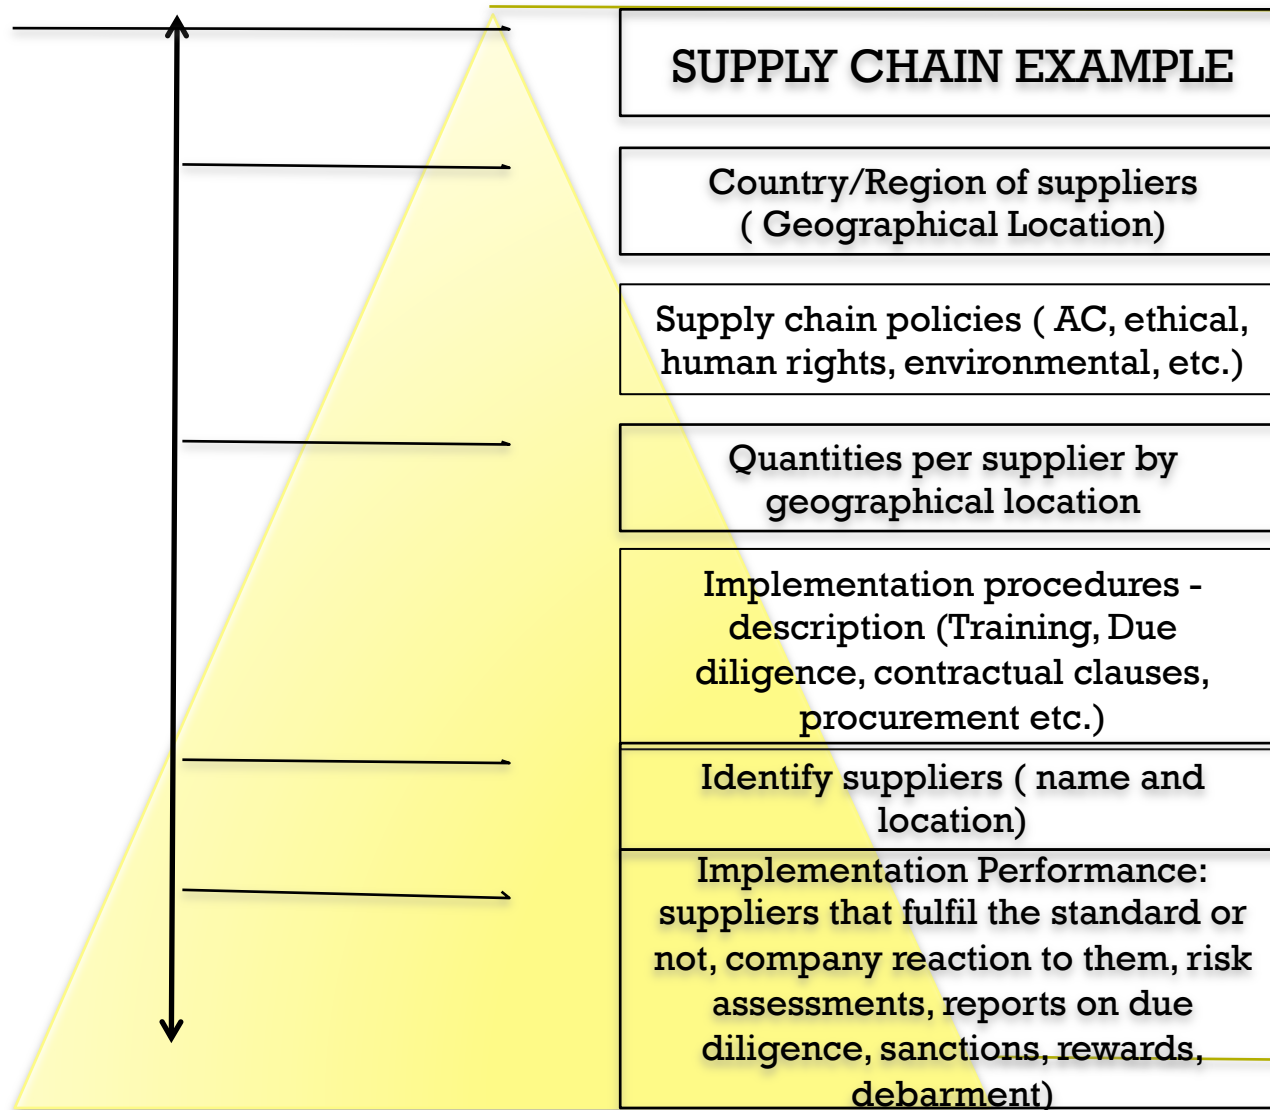 SUPPLY CHAIN EXAMPLE
Country/Region of suppliers
( Geographical Location)
Supply chain policies ( AC, ethical,
human rights, environmental, etc.)
Quantities per supplier by
geographical location
Implementation procedures -
description (Training, Due
diligence, contractual clauses,
procurement etc.)
Identify suppliers ( name and
location)
Implementation Performance:
suppliers that fulfil the standard or
not, company reaction to them, risk
assessments, reports on due
diligence, sanctions, rewards,
debarment)